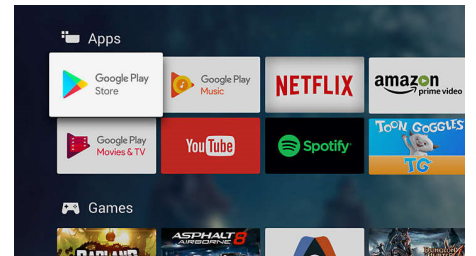 Apps
Google Play
Store
Google Play
Music
NETFLIX
amazon
prime video
Google Play
Movies & TV
YouTube
Spotify
TOON GOGGLES
TG
Games
BADLAND
ASPHALT 8
AIRBORNE